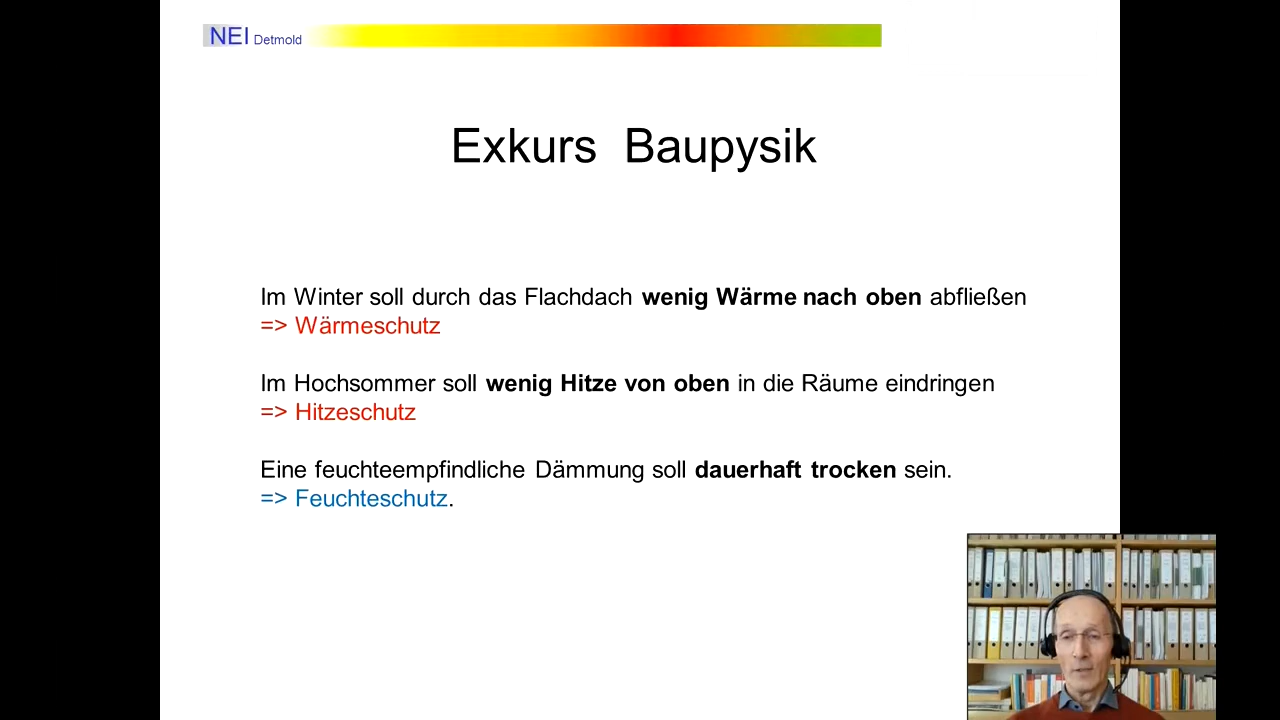 NEI Detmold
Exkurs Baupysik
Im Winter soll durch das Flachdach wenig Wärme nach oben abfließen
=> Wärmeschutz
Im Hochsommer soll wenig Hitze von oben in die Räume eindringen
=> Hitzeschutz
Eine feuchteempfindliche Dämmung soll dauerhaft trocken sein.
=> Feuchteschutz.